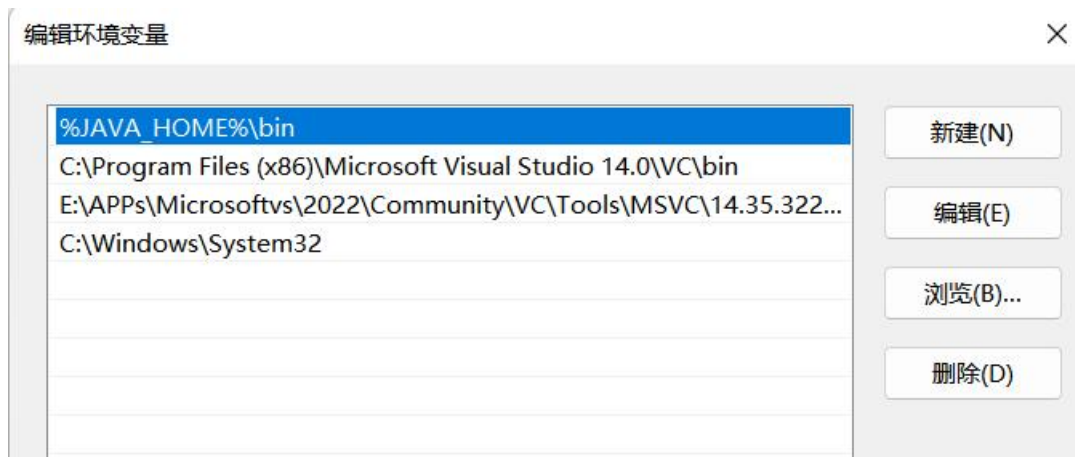 编辑环境变量
%JAVA_HOME%\bin
新建(N)
C:\Program Files (x86)\Microsoft Visual Studio 14.0\VC\bin
E:\APPs\Microsoftvs\2022\Community\VC\Tools\MSVC\14.35.322...
编辑(E)
C:\Windows\System32
浏览(B)...
删除(D)